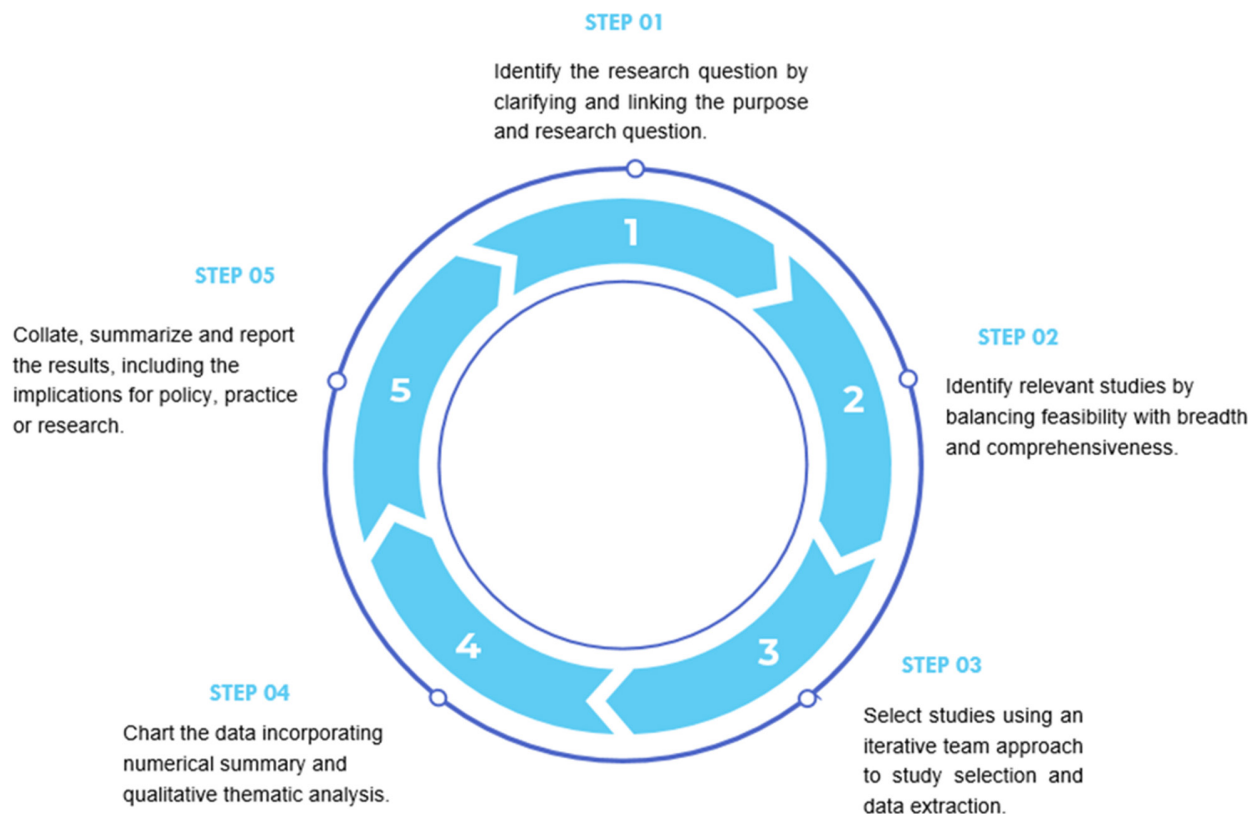 STEP 01
Identify the research question by
clarifying and linking the purpose
and research question.
1
STEP 02
Identify relevant studies by
balancing feasibility with breadth
and comprehensiveness.
2
STEP 03
Select studies using an
iterative team approach
to study selection and
data extraction.
3
STEP 04
Chart the data incorporating
numerical summary and
qualitative thematic analysis.
4
STEP 05
Collate, summarize and report
the results, including the
implications for policy, practice
or research.
5